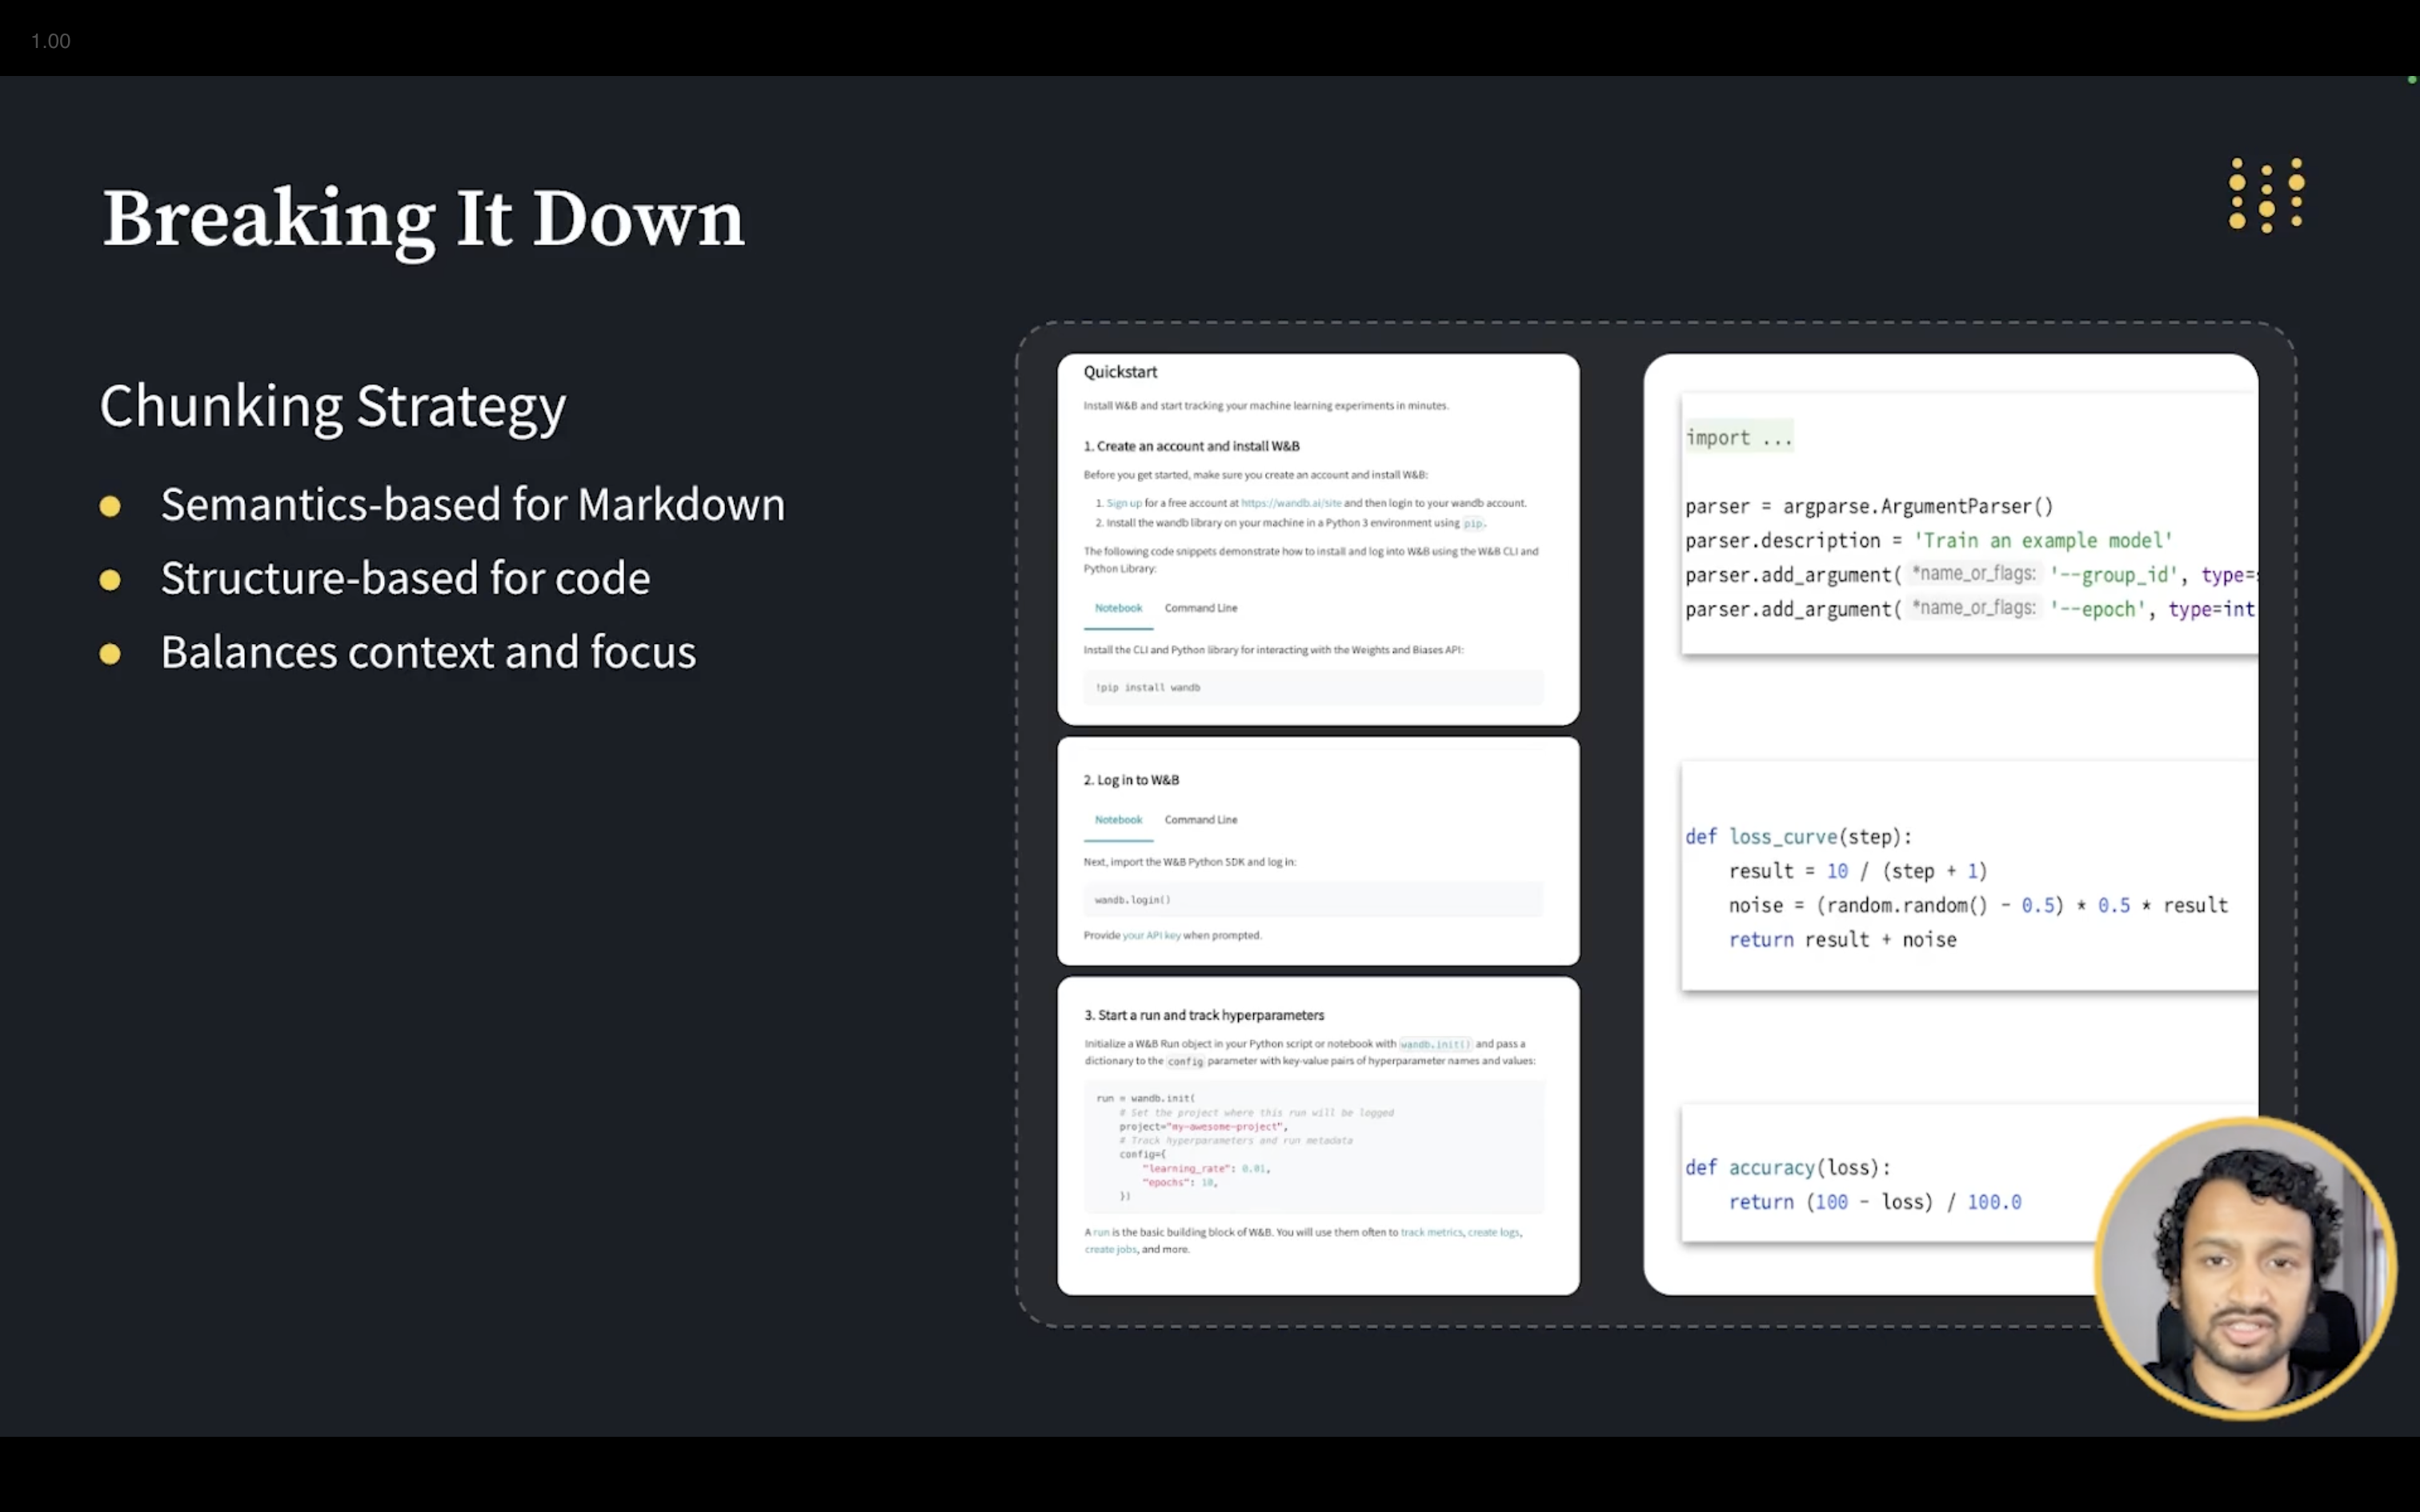 1.00
Breaking It Down
Chunking Strategy
Semantics-based for Markdown
Structure-based for code
Balances context and focus
Quickstart
Install W&B and start tracking your machine learning experiments in minutes.
1. Create an account and install W&B
Before you get started, make sure you create an account and install W&B:
1. Sign up for a free account at https://wandb.ai/site and then login to your wandb account.
2. Install the wandb library on your machine in a Python 3 environment using pip.
The following code snippets demonstrate how to install and log into W&B using the W&B CLI and
Python Library:
Notebook Command Line
Install the CLI and Python library for interacting with the Weights and Biases API:
!pip install wandb
2. Log in to W&B
Notebook Command Line
Next, import the W&B Python SDK and log in:
wandb.login()
Provide your API key when prompted.
3. Start a run and track hyperparameters
Initialize a W&B Run object in your Python script or notebook with wandb.init() and pass a
dictionary to the config parameter with key-value pairs of hyperparameter names and values:
run = wandb.init(
# Set the project where this run will be logged
project="my-awesome-project",
# Track hyperparameters and run metadata
config={
"learning_rate": 0.01,
"epochs": 10,
})
A run is the basic building block of W&B. You will use them often to track metrics, create logs,
create jobs, and more.
import ...
parser = argparse.ArgumentParser()
parser.description = 'Train an example model'
parser.add_argument( *name_or_flags: '--group_id', type=
parser.add_argument( *name_or_flags: '--epoch', type=int
def loss_curve(step):
result = 10 / (step + 1)
noise = (random.random() - 0.5) * 0.5 * result
return result + noise
def accuracy(loss):
return (100 - loss) / 100.0